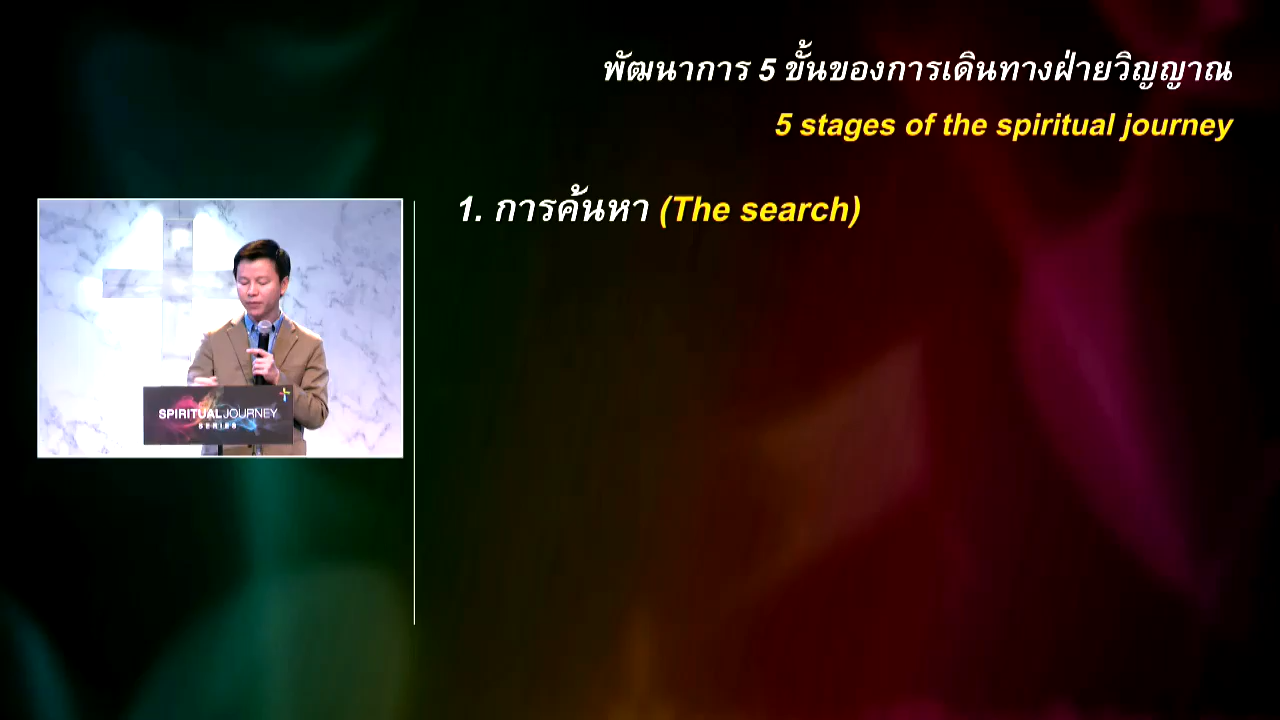 พัฒนาการ 5 ขั้นของการเดินทางฝ่ายวิญญาณ
5 stages of the spiritual journey
1. การค้นหา (The search)
SPIRITUALJOURNEY
SERIES